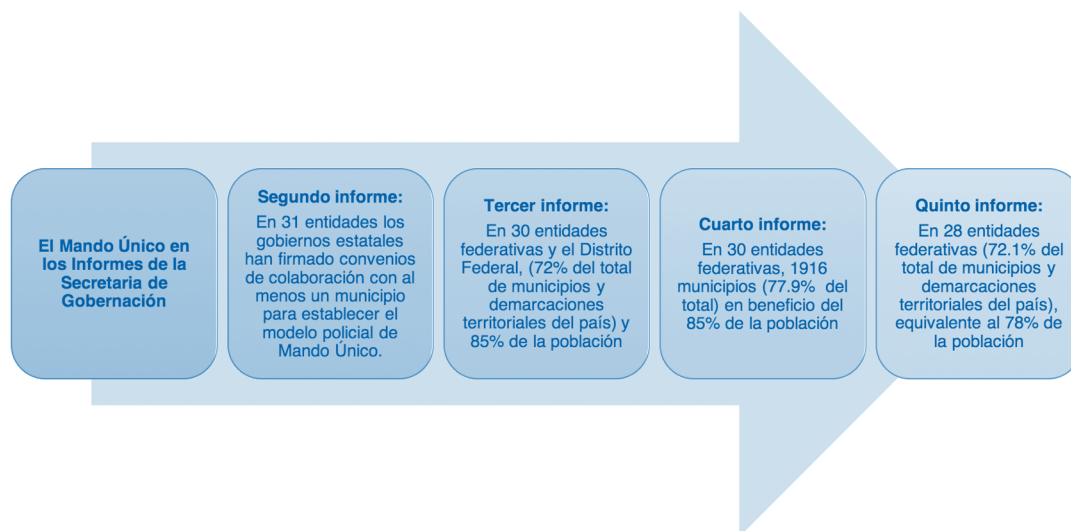 El Mando Único en
los Informes de la
Secretaria de
Gobernación
Segundo informe:
En 31 entidades los
gobiernos estatales
han firmado convenios
de colaboración con al
menos un municipio
para establecer el
modelo policial de
Mando Único.
Tercer informe:
En 30 entidades
federativas y el Distrito
Federal, (72% del total
de municipios y
demarcaciones
territoriales del país) y
85% de la población
Cuarto informe:
En 30 entidades
federativas, 1916
municipios (77.9% del
total) en beneficio del
85% de la población
Quinto informe:
En 28 entidades
federativas (72.1% del
total de municipios y
demarcaciones
territoriales del país),
equivalente al 78% de
la población